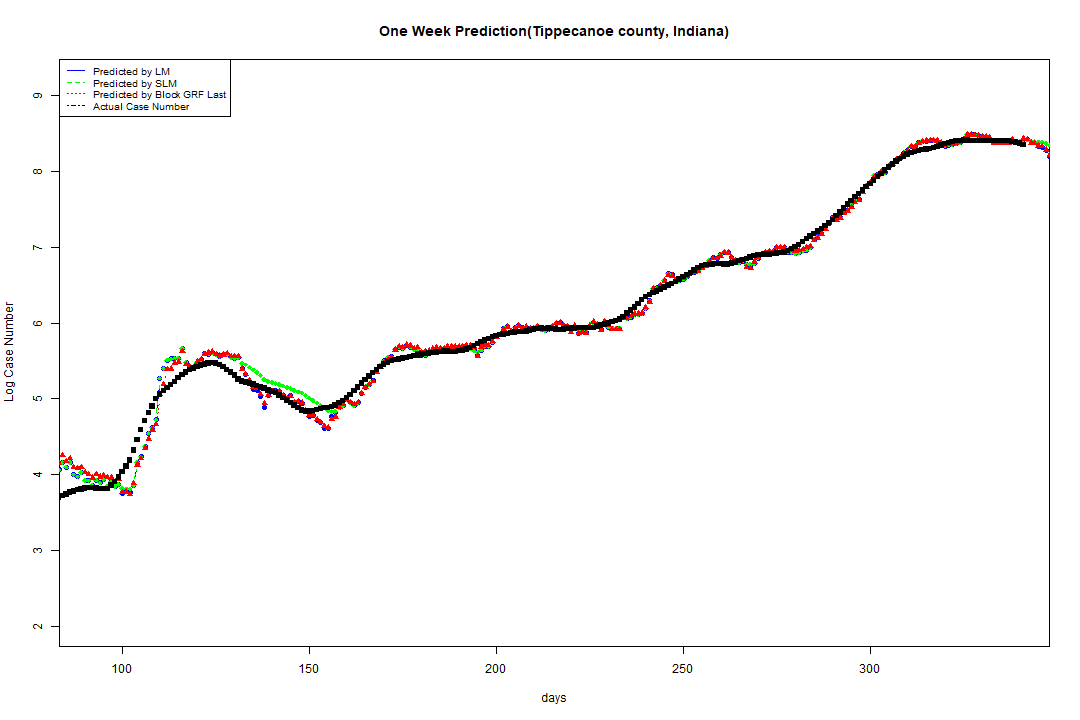 One Week Prediction(Tippecanoe county, Indiana)
Predicted by LM
Predicted by SLM
Predicted by Block GRF Last
Actual Case Number
9
8
7
6
5
4
3
2
Log Case Number
100 150 200 250 300
days